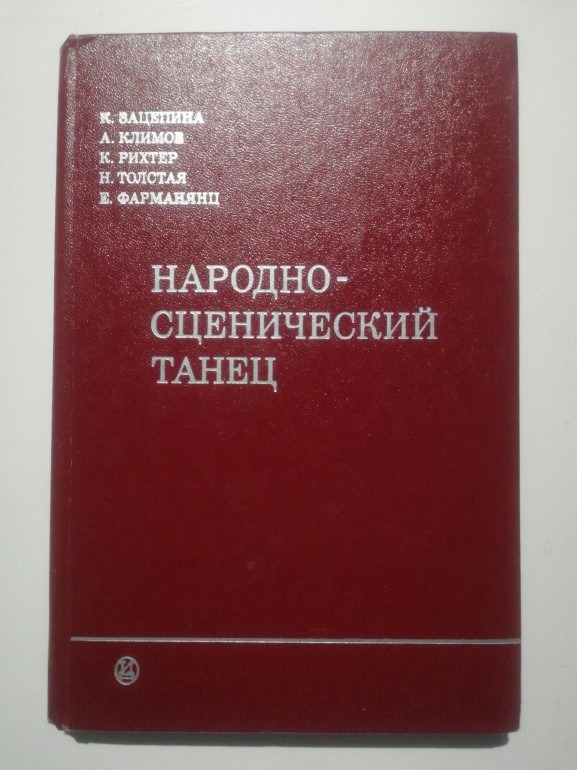 К. ЗАЦЕПИНА
А. КЛИМОВ
К. РИХТЕР
Н. ТОЛСТАЯ
Е. ФАРМАНЯНЦ
НАРОДНО-
СЦЕНИЧЕСКИЙ
ТАНЕЦ